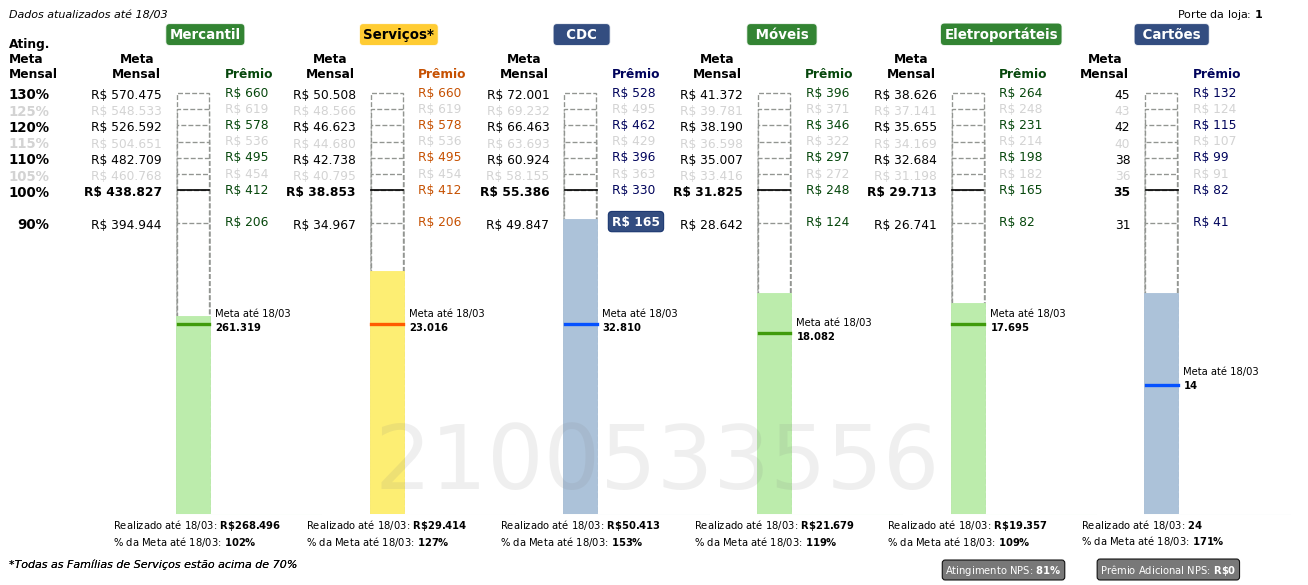 Dados atualizados até 18/03
Porte da loja: 1
Mercantil Serviços* CDC Móveis Eletroportáteis Cartões
Ating. Meta Mensal
Meta Mensal Prêmio Meta Mensal Prêmio Meta Mensal Prêmio Meta Mensal Prêmio Meta Mensal Prêmio Meta Mensal Prêmio
130% R$ 570.475 R$ 660 R$ 50.508 R$ 660 R$ 72.001 R$ 528 R$ 41.372 R$ 396 R$ 38.626 R$ 264 45 R$ 132
125% R$ 548.533 R$ 619 R$ 48.566 R$ 619 R$ 69.232 R$ 495 R$ 39.781 R$ 371 R$ 37.141 R$ 248 43 R$ 124
120% R$ 526.592 R$ 578 R$ 46.623 R$ 578 R$ 66.463 R$ 462 R$ 38.190 R$ 346 R$ 35.655 R$ 231 42 R$ 115
115% R$ 504.651 R$ 536 R$ 44.680 R$ 536 R$ 63.693 R$ 429 R$ 36.598 R$ 322 R$ 34.169 R$ 214 40 R$ 107
110% R$ 482.709 R$ 495 R$ 42.738 R$ 495 R$ 60.924 R$ 396 R$ 35.007 R$ 297 R$ 32.684 R$ 198 38 R$ 99
105% R$ 460.768 R$ 454 R$ 40.795 R$ 454 R$ 58.155 R$ 363 R$ 33.416 R$ 272 R$ 31.198 R$ 182 36 R$ 91
100% R$ 438.827 R$ 412 R$ 38.853 R$ 412 R$ 55.386 R$ 330 R$ 31.825 R$ 248 R$ 29.713 R$ 165 35 R$ 82
90% R$ 394.944 R$ 206 R$ 34.967 R$ 206 R$ 49.847 R$ 165 R$ 28.642 R$ 124 R$ 26.741 R$ 82 31 R$ 41
Meta até 18/03
261.319
Meta até 18/03
23.016
Meta até 18/03
32.810
Meta até 18/03
18.082
Meta até 18/03
17.695
Meta até 18/03
14
2100533556
Realizado até 18/03: R$268.496
% da Meta até 18/03: 102%
Realizado até 18/03: R$29.414
% da Meta até 18/03: 127%
Realizado até 18/03: R$50.413
% da Meta até 18/03: 153%
Realizado até 18/03: R$21.679
% da Meta até 18/03: 119%
Realizado até 18/03: R$19.357
% da Meta até 18/03: 109%
Realizado até 18/03: 24
% da Meta até 18/03: 171%
*Todas as Famílias de Serviços estão acima de 70%
Atingimento NPS: 81%
Prêmio Adicional NPS: R$0